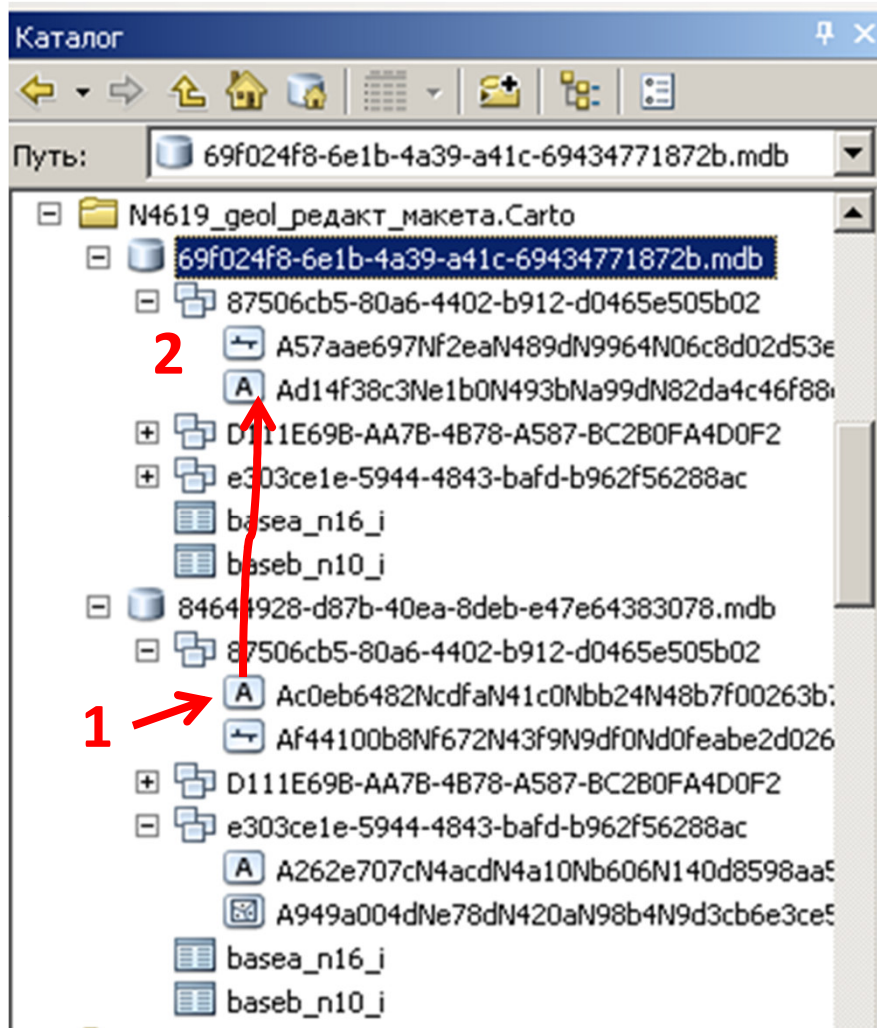 Каталог
Путь: 69f024f8-6e1b-4a39-a41c-69434771872b.mdb
N4619_geol_редакт_макета.Carto
69f024f8-6e1b-4a39-a41c-69434771872b.mdb
87506cb5-80a6-4402-b912-d0465e505b02
2 A57aae697Nf2eaN489dN9964N06c8d02d53e
A Ad14f38c3Ne1b0N493bNa99dN82da4c46f88
D111E69B-AA7B-4B78-A587-BC2B0FA4D0F2
e303ce1e-5944-4843-bafd-b962f56288ac
basea_n16_i
baseb_n10_i
84644928-d87b-40ea-8deb-e47e64383078.mdb
87506cb5-80a6-4402-b912-d0465e505b02
A Ac0eb6482NcdfaN41c0Nbb24N48b7f00263b7
1 Af44100b8Nf672N43f9N9df0Nd0feabe2d026
D111E69B-AA7B-4B78-A587-BC2B0FA4D0F2
e303ce1e-5944-4843-bafd-b962f56288ac
A A262e707cN4acdN4a10Nb606N140d8598aa5
A949a004dNe78dN420aN98b4N9d3cb6e3ce5
basea_n16_i
baseb_n10_i